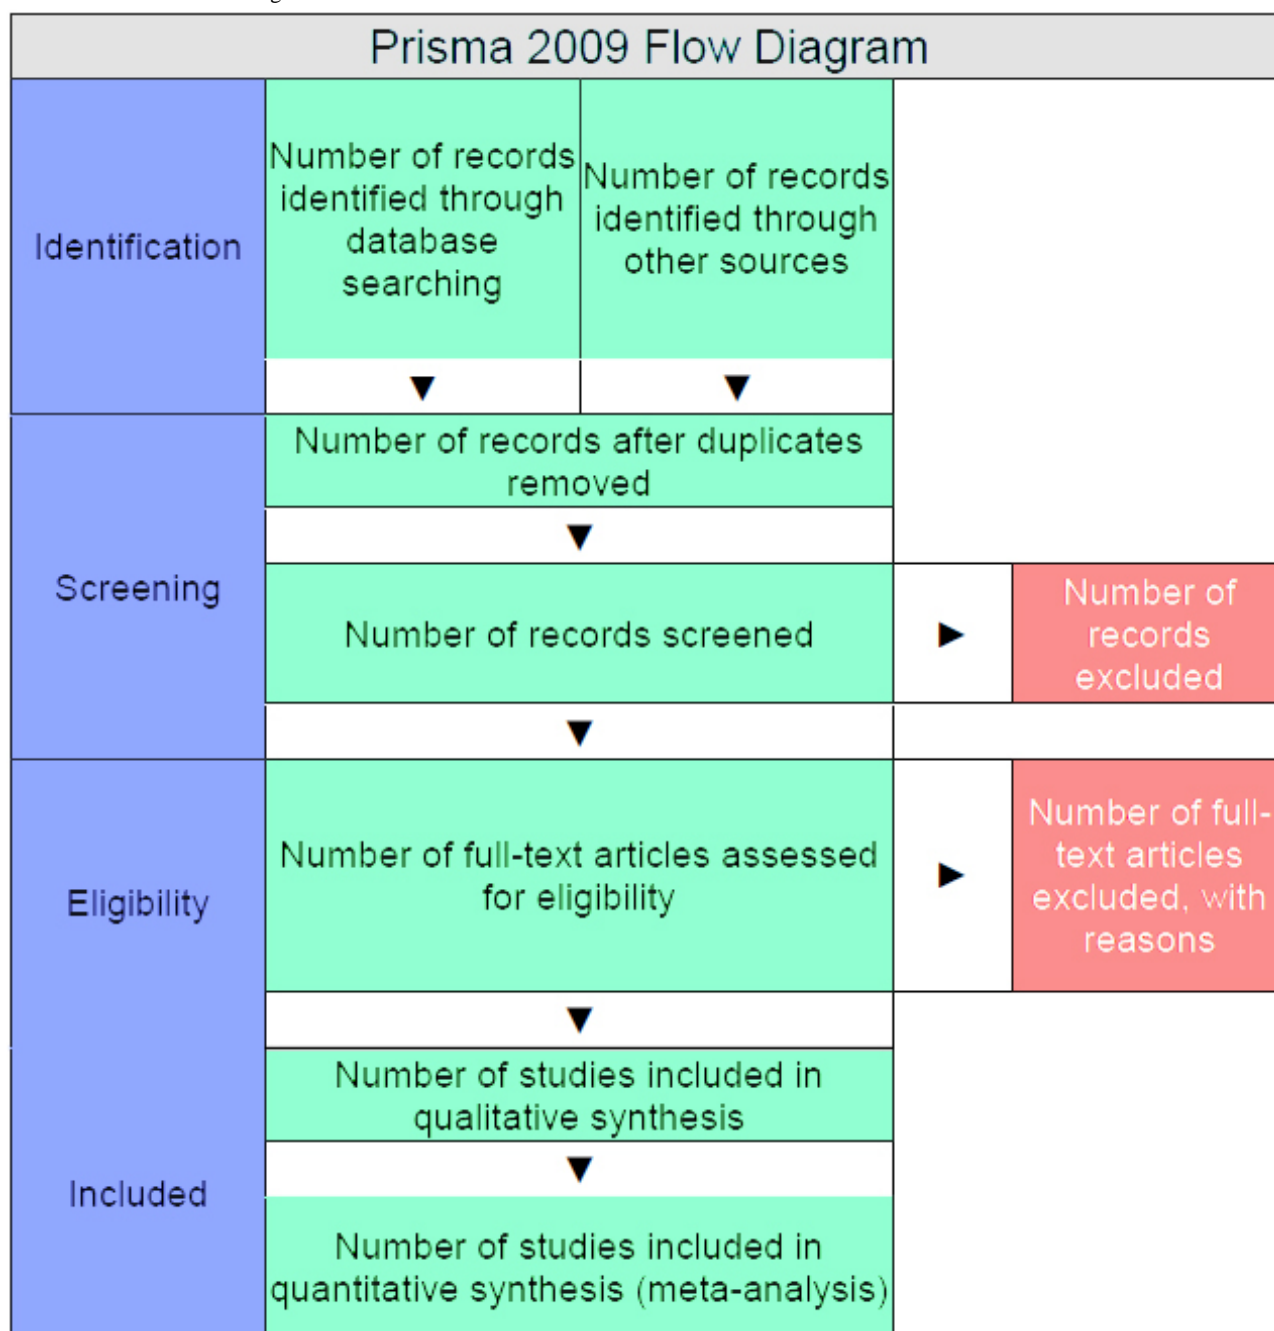 Prisma 2009 Flow Diagram
Identification
Number of records
identified through
database
searching
Number of records
identified through
other sources
▼
▼
Screening
Number of records after duplicates
removed
▼
Number of records screened
►
Number of
records
excluded
▼
Eligibility
Number of full-text articles assessed
for eligibility
►
Number of full-
text articles
excluded, with
reasons
▼
Included
Number of studies included in
qualitative synthesis
▼
Number of studies included in
quantitative synthesis (meta-analysis)